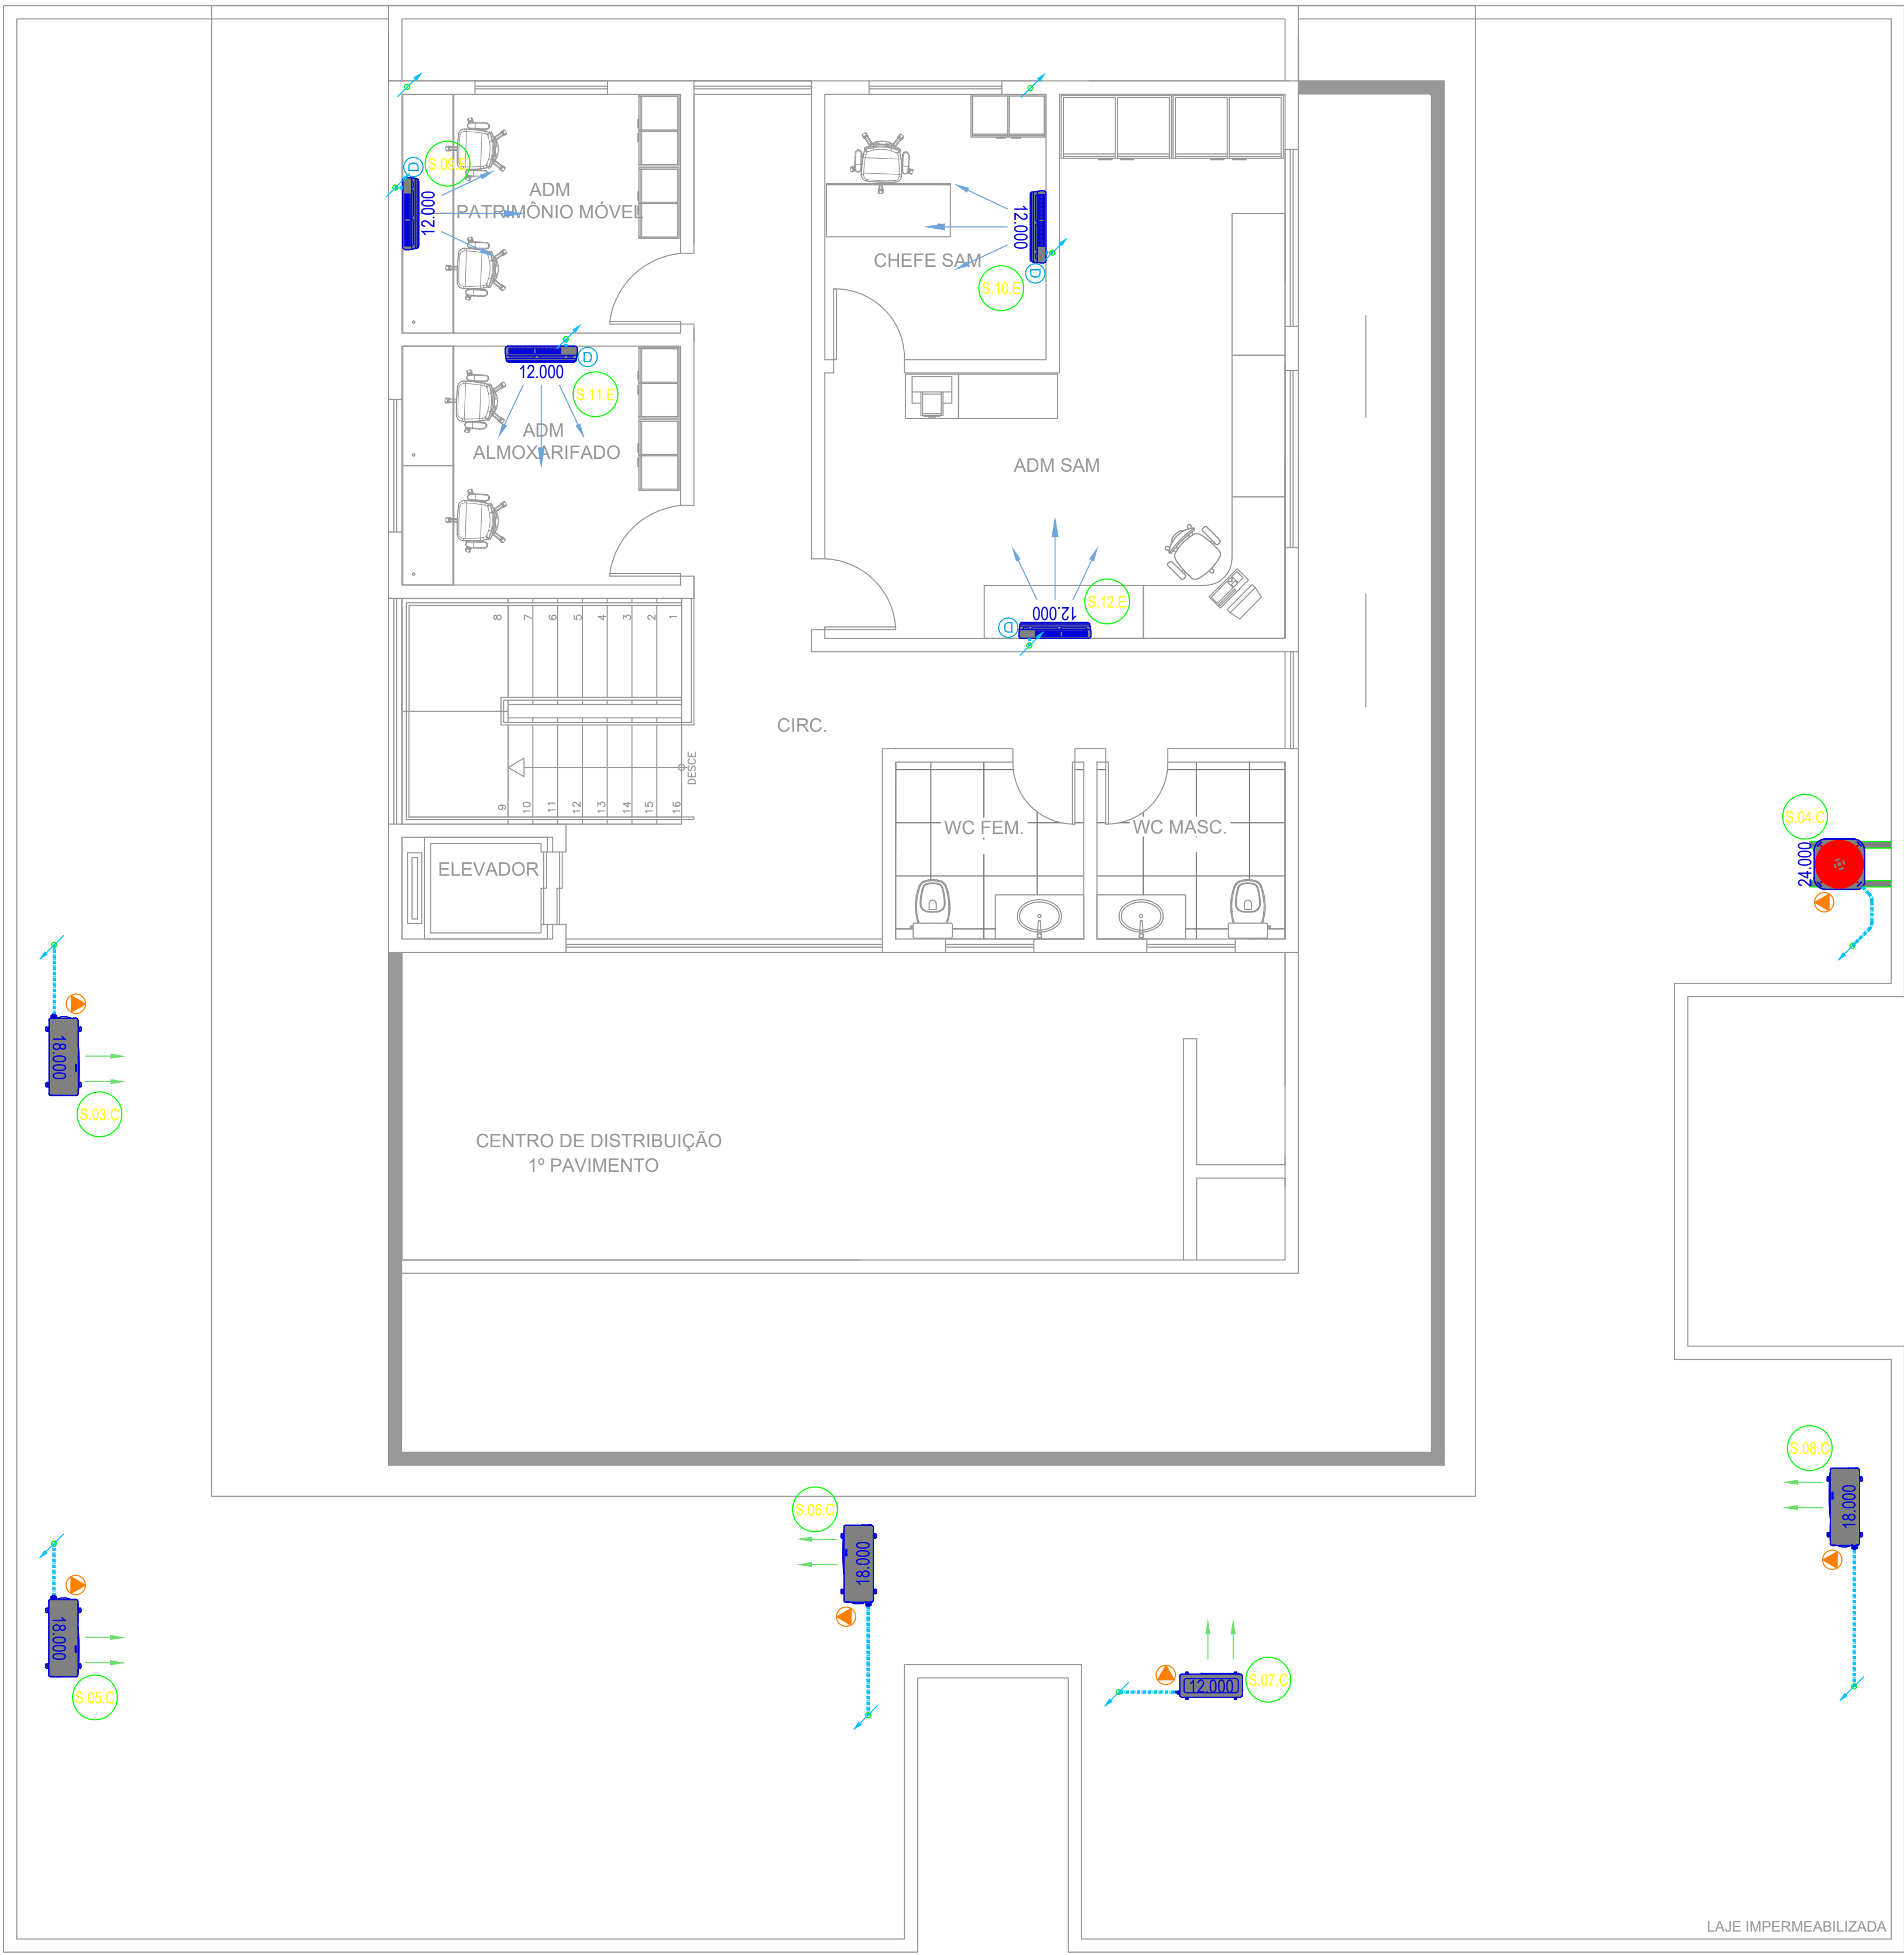 D
S.09.E
12.000
ADM
PATRIMÔNIO MÓVEL
12.000
CHEFE SAM
D
S.10.E
D
12.000
S.11.E
ADM
ALMOXARIFADO
ADM SAM
S.12.E
12.000
D
8
7
6
5
4
3
2
1
CIRC.
DESCE
9
10
11
12
13
14
15
16
WC FEM.
WC MASC.
ELEVADOR
S.04.C
24.000
18.000
S.03.C
CENTRO DE DISTRIBUIÇÃO
1º PAVIMENTO
S.08.C
18.000
S.06.C
18.000
18.000
S.05.C
12.000
S.07.C
LAJE IMPERMEABILIZADA